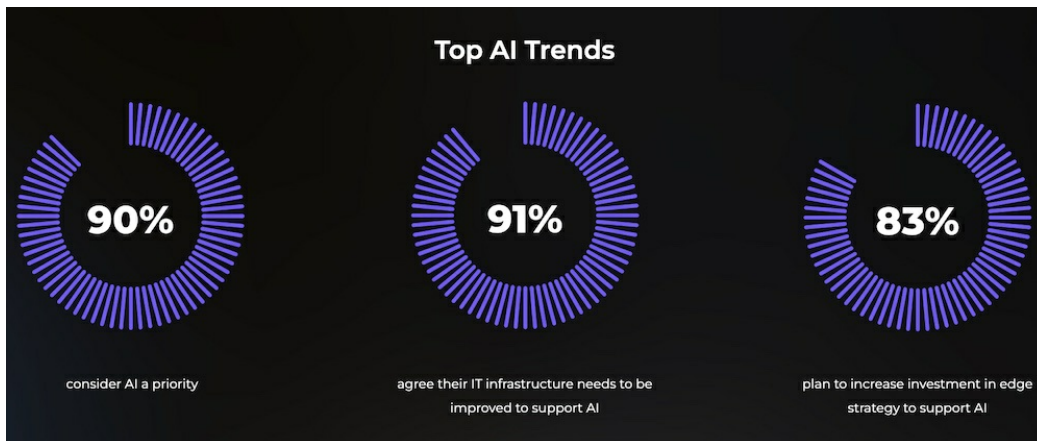 Top AI Trends
90%
consider AI a priority
91%
agree their IT infrastructure needs to be
improved to support AI
83%
plan to increase investment in edge
strategy to support AI